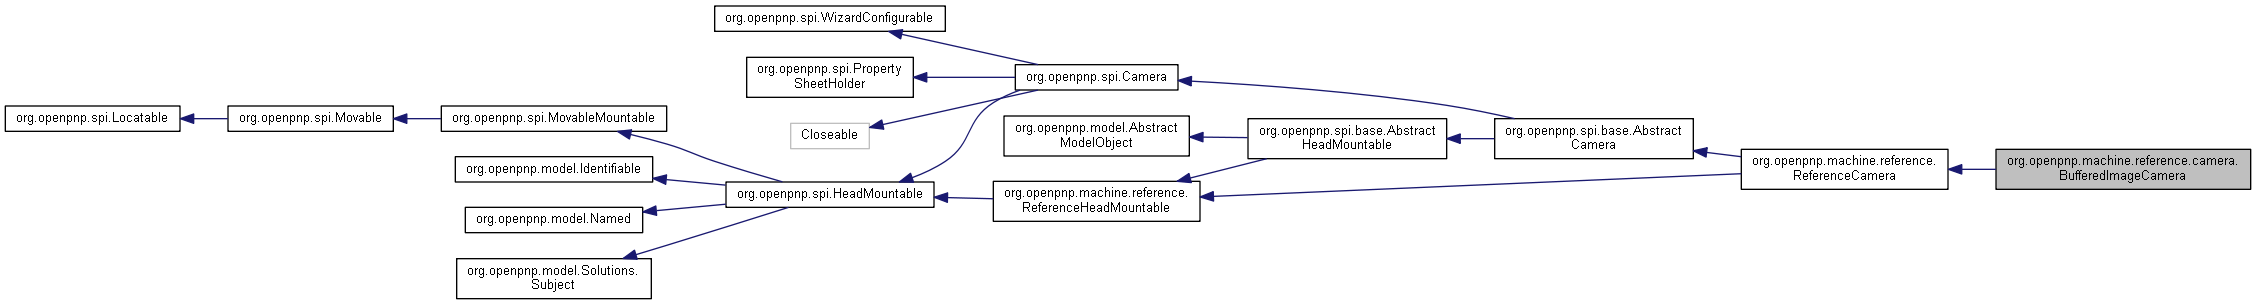 org.openpnp.spi.WizardConfigurable
org.openpnp.spi.Property
SheetHolder
org.openpnp.spi.Camera
org.openpnp.spi.Locatable
org.openpnp.spi.Movable
org.openpnp.spi.MovableMountable
Closeable
org.openpnp.model.Abstract
ModelObject
org.openpnp.spi.base.Abstract
HeadMountable
org.openpnp.spi.base.Abstract
Camera
org.openpnp.machine.reference.
ReferenceCamera
org.openpnp.machine.reference.camera.
BufferedImageCamera
org.openpnp.model.Identifiable
org.openpnp.spi.HeadMountable
org.openpnp.machine.reference.
ReferenceHeadMountable
org.openpnp.model.Named
org.openpnp.model.Solutions.
Subject